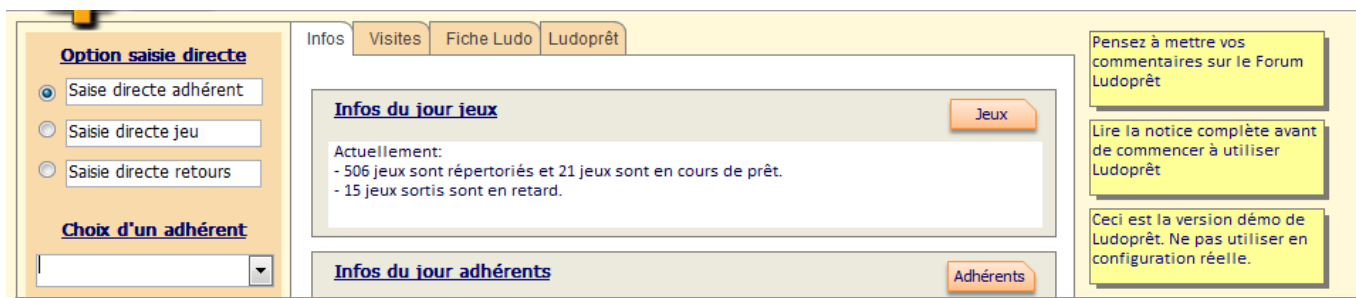 Option saisie directe
Saise directe adhérent
Saisie directe jeu
Saisie directe retours
Choix d'un adhérent
Infos Visites Fiche Ludo Ludoprêt
Infos du jour jeux
Jeux
Actuellement:
- 506 jeux sont répertoriés et 21 jeux sont en cours de prêt.
- 15 jeux sortis sont en retard.
Infos du jour adhérents
Adhérents
Pensez à mettre vos
commentaires sur le Forum
Ludoprêt
Lire la notice complète avant
de commencer à utiliser
Ludoprêt
Ceci est la version démo de
Ludoprêt. Ne pas utiliser en
configuration réelle.